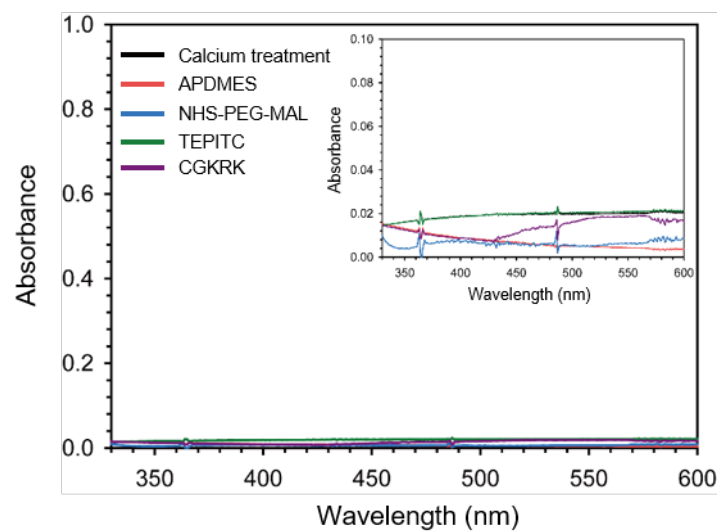 1.0
0.8
0.6
0.4
0.2
0.0
Absorbance
350
400
450
500
550
600
Wavelength (nm)
Calcium treatment
APDMES
NHS-PEG-MAL
TEPITC
CGKRK
0.10
0.08
0.06
0.04
0.02
0.00
Absorbance
350
400
450
500
550
600
Wavelength (nm)